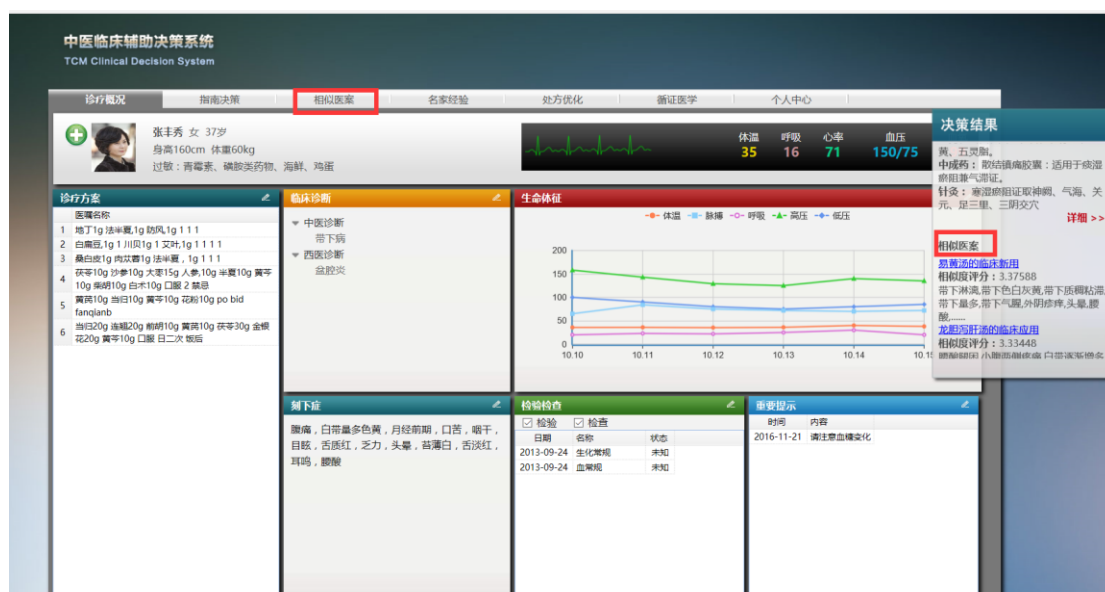 中医临床辅助决策系统
TCM Clinical Decision System
诊疗概况 指南决策 相似医案 名家经验 处方优化 循证医学 个人中心
张丰秀 女 37岁
身高160cm 体重60kg
过敏：青霉素、磺胺类药物、海鲜、鸡蛋
体温 呼吸 心率 血压
35 16 71 150/75
决策结果
黄、五灵脂。
中成药：散结镇痛胶囊：适用于痰湿
瘀阻兼气滞证。
针灸：寒湿瘀阻证取神阙、气海、关
元、足三里、三阴交穴
详细 >>
相似医案
易黄汤的临床新用
相似度评分：3.37588
带下淋漓,带下色白灰黄,带下质稠粘滞,
带下量多,带下气腥,外阴痒痒,头晕,腰
酸,......
龙胆泻肝汤的临床应用
相似度评分：3.33448
诊疗方案
医嘱名称
1 地丁1g 法半夏,1g 防风,1g 1 1 1
2 白扁豆,1g 1 川贝1g 1 艾叶,1g 1 1 1 1
3 桑白皮1g 肉苁蓉1g 法半夏，1g 1 1 1
4 茯苓10g 沙参10g 大枣15g 人参,10g 半夏10g 黄芩
10g 柴胡10g 白术10g 口服 2 禁忌
5 黄芪10g 当归10g 黄芩10g 花粉10g po bid
fanqianb
6 当归20g 连翘20g 前胡10g 黄芪10g 茯苓30g 金银
花20g 黄芩10g 口服 日二次 饭后
临床诊断
中医诊断
带下病
西医诊断
盆腔炎
生命体征
体温 脉搏 呼吸 高压 低压
200
150
100
50
0
10.10 10.11 10.12 10.13 10.14 10.15
刻下症
腹痛，白带量多色黄，月经前期，口苦，咽干，
目眩，舌质红，乏力，头晕，苔薄白，舌淡红，
耳鸣，腰酸
检验检查
检验 检查
日期 名称 状态
2013-09-24 生化常规 未知
2013-09-24 血常规 未知
重要提示
时间 内容
2016-11-21 请注意血糖变化